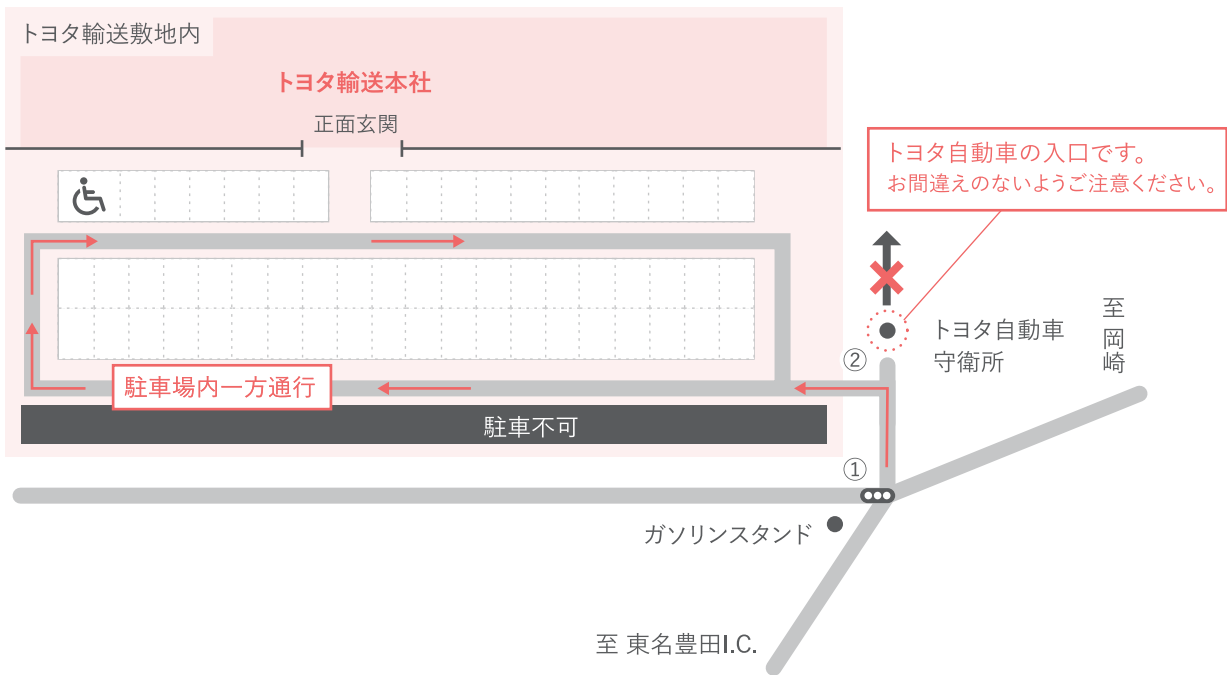 トヨタ輸送敷地内
トヨタ輸送本社
正面玄関
トヨタ自動車の入口です。
お間違えのないようご注意ください。
②
トヨタ自動車
守衛所
至岡崎
駐車場内一方通行
駐車不可
①
ガソリンスタンド
至 東名豊田I.C.